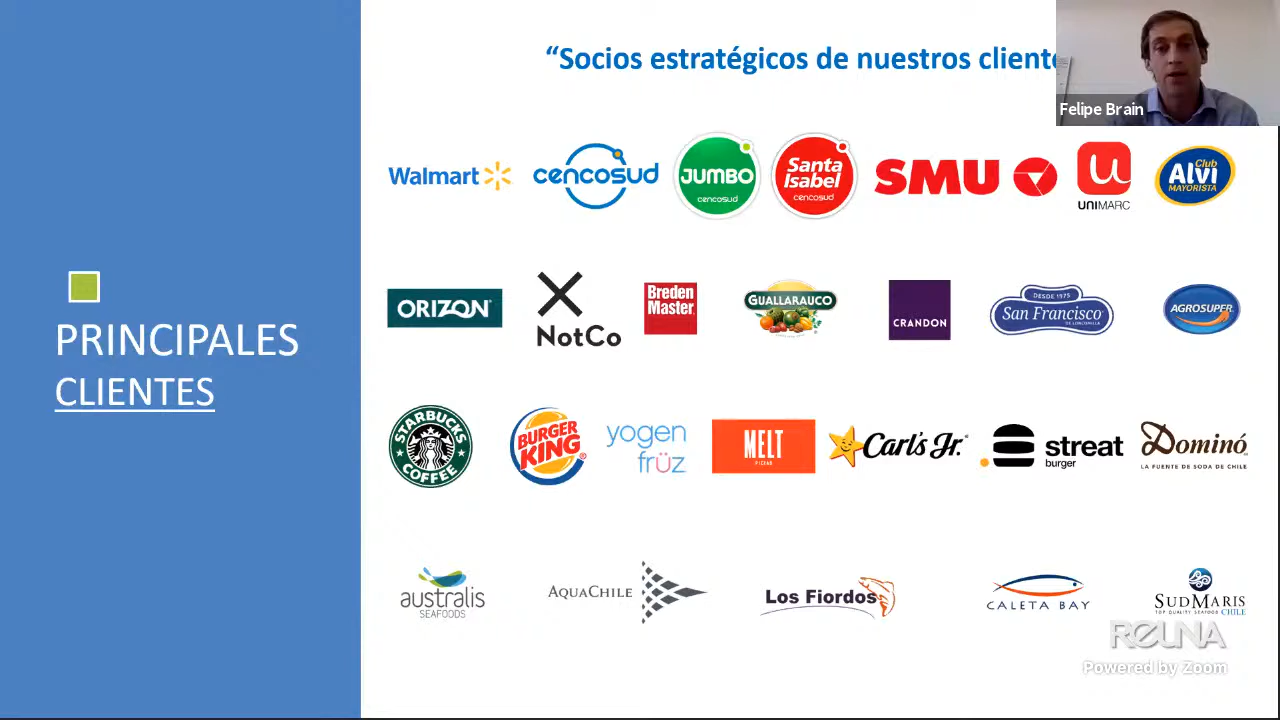 “Socios estratégicos de nuestros cliente
Felipe Brain
Walmart
cencosud
JUMBO
cencosud
Santa
Isabel
cencosud
SMU
UNIMARC
Club
Alvi
MAYORISTA
PRINCIPALES
CLIENTES
ORIZON
NotCo
Breden
Master
GUALLARAUCO
CRANDON
DESDE 1975
San Francisco
DE LONCOMILLA
AGROSUPER
STARBUCKS
COFFEE
BURGER
KING
yogen
früz
MELT
PIZZAS
Carl's Jr.
streat
burger
Dominó
LA FUENTE DE SODA DE CHILE
australis
SEAFOODS
AQUACHILE
Los Fiordos
CALETA BAY
SUDMARIS
TOP QUALITY SEAFOOD CHILE
REUNA
Powered by Zoom